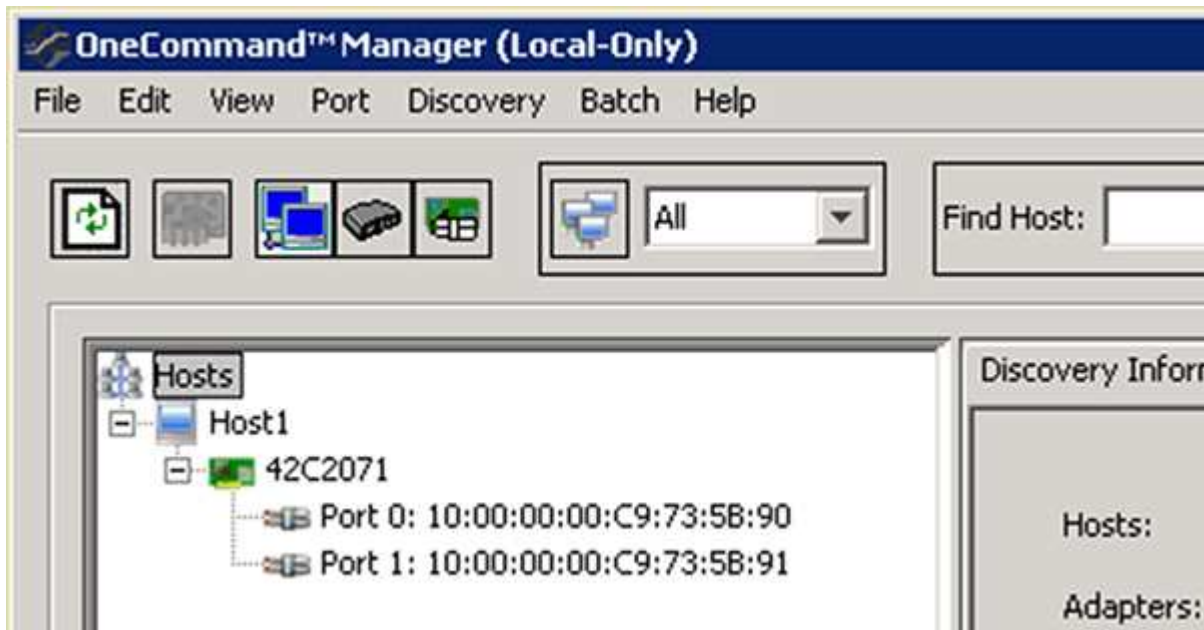 OneCommand™ Manager (Local-Only)
File Edit View Port Discovery Batch Help
All
Find Host:
Hosts
Host1
42C2071
Port 0: 10:00:00:00:C9:73:5B:90
Port 1: 10:00:00:00:C9:73:5B:91
Discovery
Hosts:
Adapters: